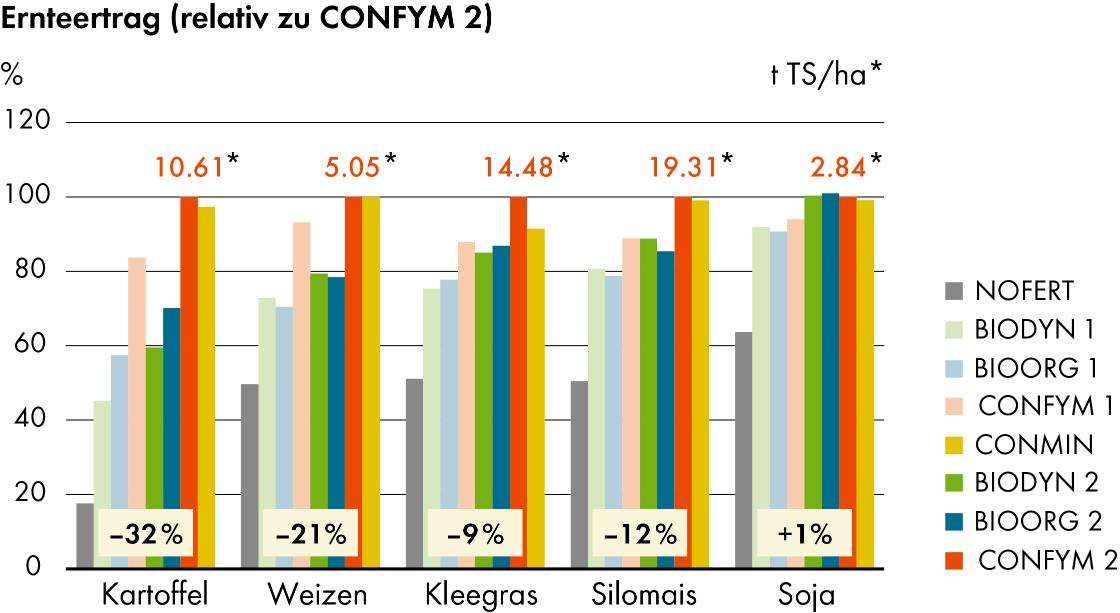 Ernteertrag (relativ zu CONFYM 2)
% t TS/ha*
120
10.61* 5.05* 14.48* 19.31* 2.84*
100
80
60
40
20
0
–32% –21% –9% –12% +1%
Kartoffel Weizen Kleegras Silomais Soja
NOFERT
BIODYN 1
BIOORG 1
CONFYM 1
CONMIN
BIODYN 2
BIOORG 2
CONFYM 2